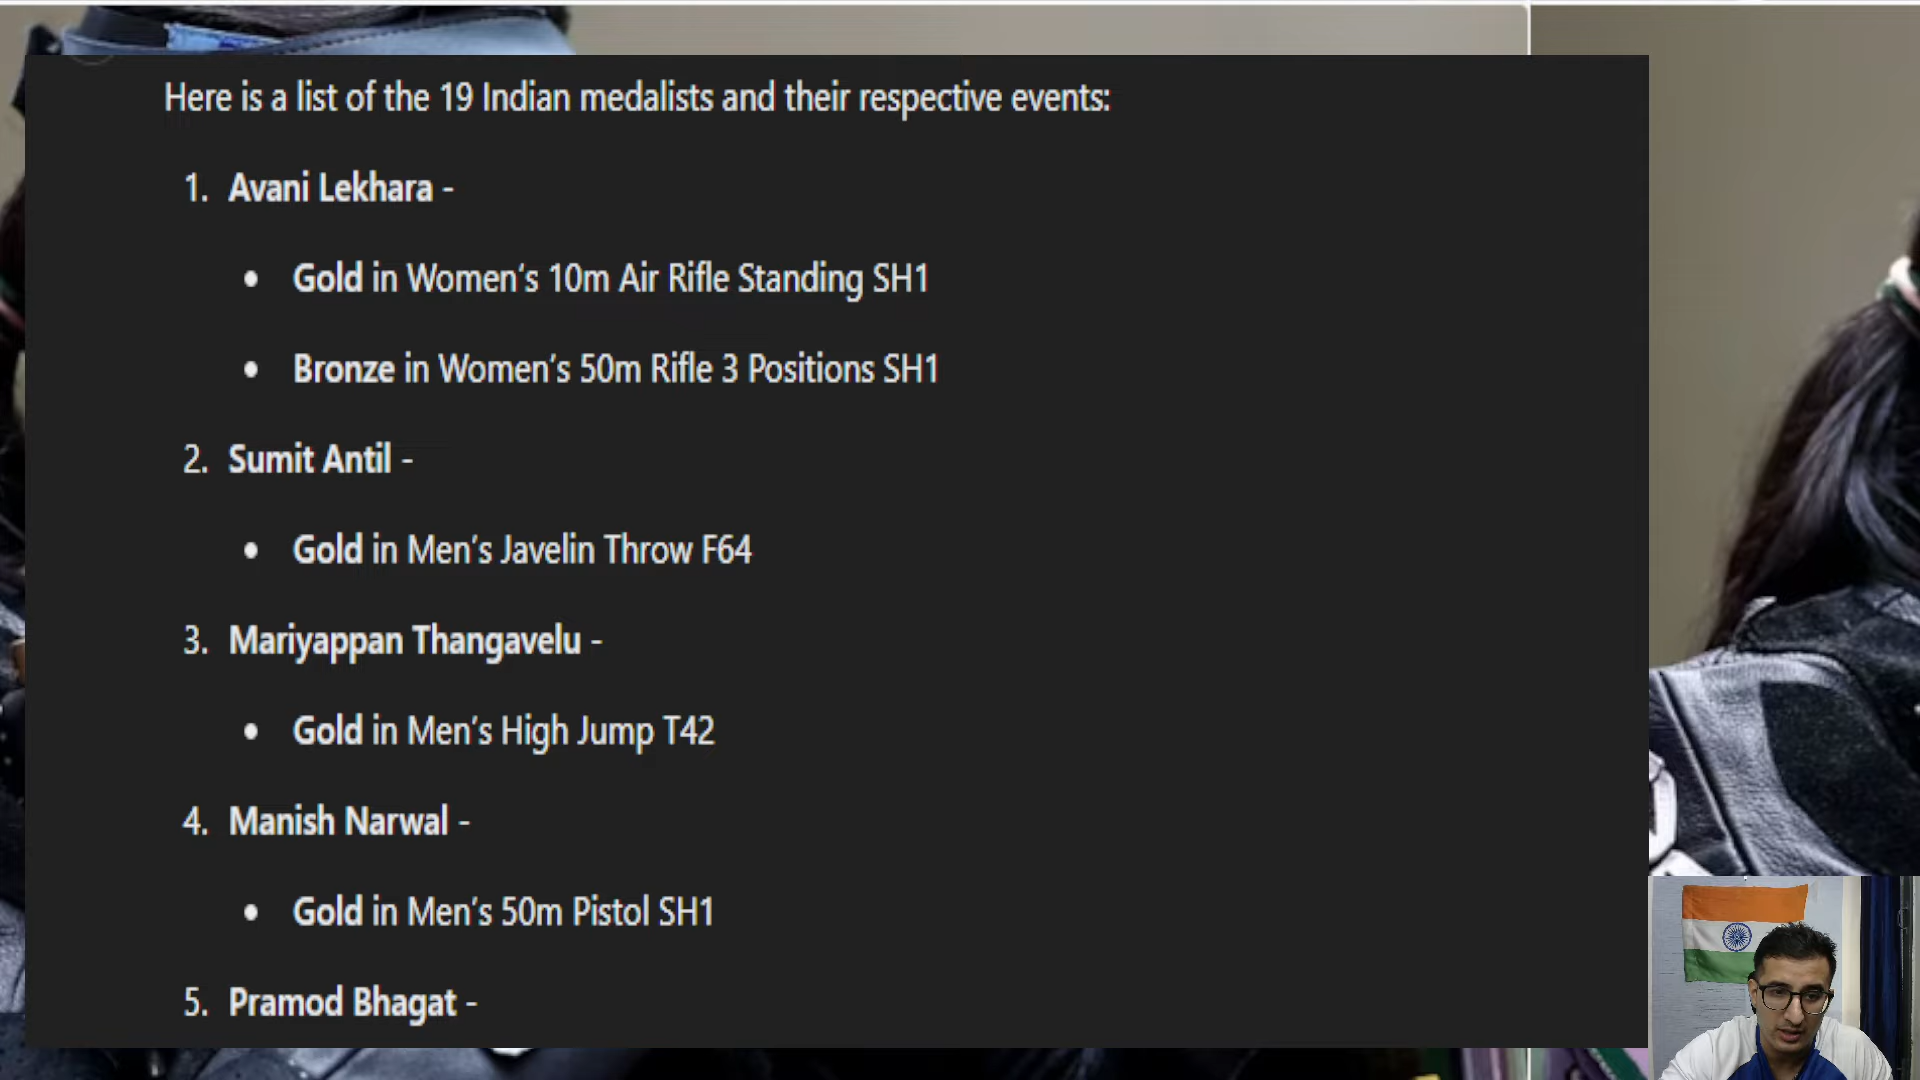 Here is a list of the 19 Indian medalists and their respective events:
1. Avani Lekhara -
• Gold in Women's 10m Air Rifle Standing SH1
• Bronze in Women's 50m Rifle 3 Positions SH1
2. Sumit Antil -
• Gold in Men's Javelin Throw F64
3. Mariyappan Thangavelu -
• Gold in Men's High Jump T42
4. Manish Narwal -
• Gold in Men's 50m Pistol SH1
5. Pramod Bhagat -